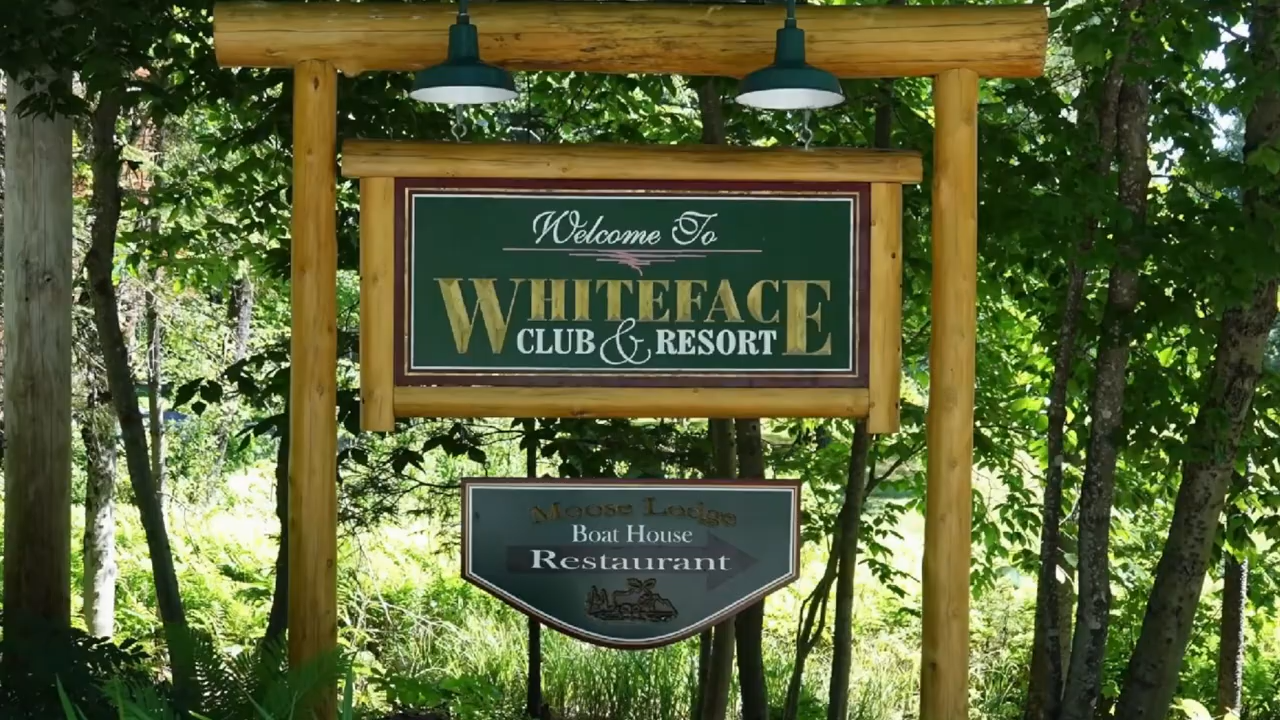 Welcome To
WHITEFACE
CLUB & RESORT
Moose Lodge
Boat House
Restaurant